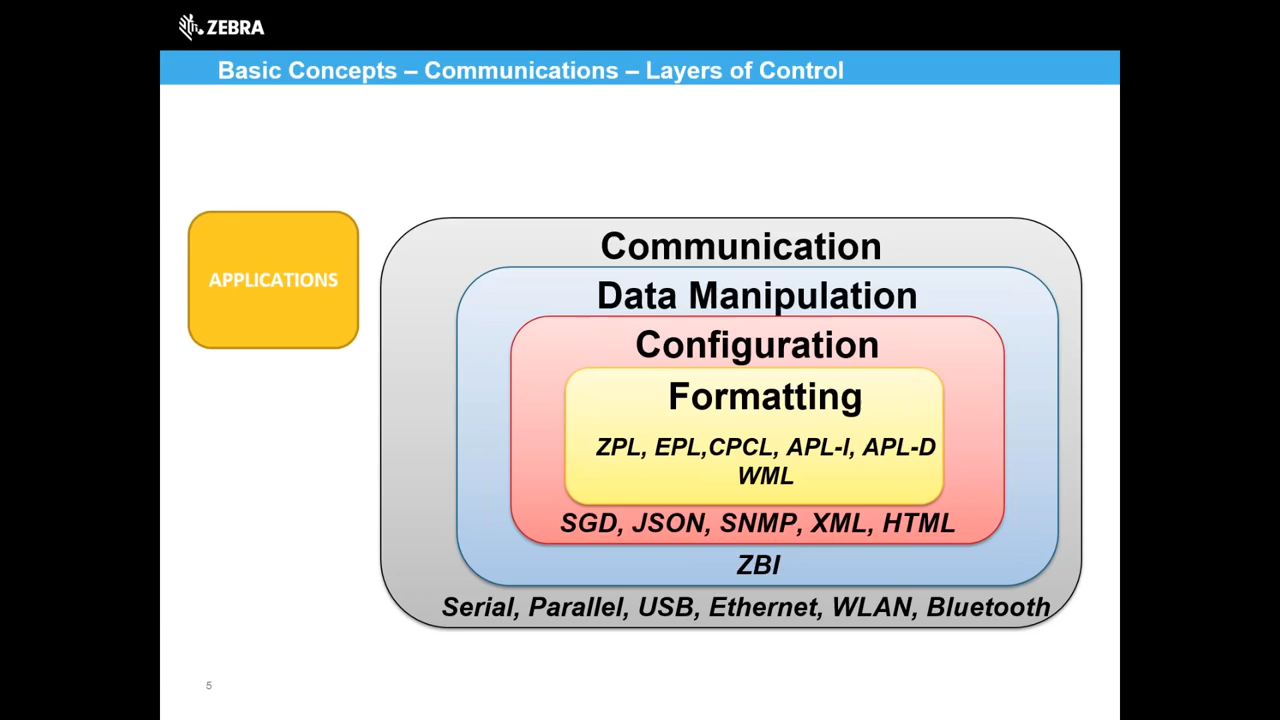 ZEBRA
Basic Concepts – Communications – Layers of Control
APPLICATIONS
Communication
Data Manipulation
Configuration
Formatting
ZPL, EPL,CPCL, APL-I, APL-D
WML
SGD, JSON, SNMP, XML, HTML
ZBI
Serial, Parallel, USB, Ethernet, WLAN, Bluetooth
5